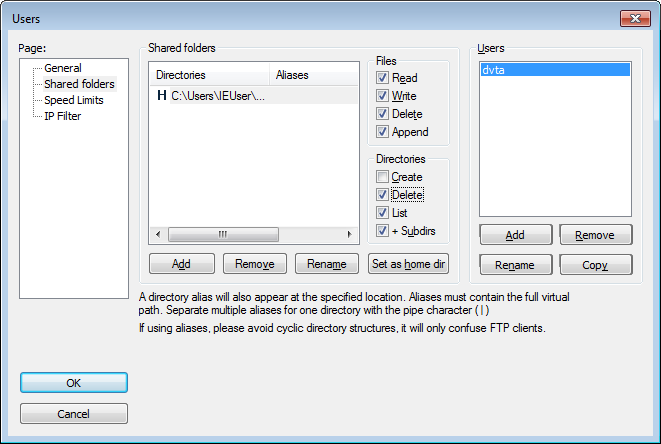 Users
Page:
General
Shared folders
Speed Limits
IP Filter
Shared folders
Directories Aliases
H C:\Users\IEUser\...
Add Remove Rename Set as home dir
Files
Read
Write
Delete
Append
Directories
Create
Delete
List
+ Subdirs
Users
dvta
Add Remove
Rename Copy
A directory alias will also appear at the specified location. Aliases must contain the full virtual
path. Separate multiple aliases for one directory with the pipe character ( | )
If using aliases, please avoid cyclic directory structures, it will only confuse FTP clients.
OK
Cancel